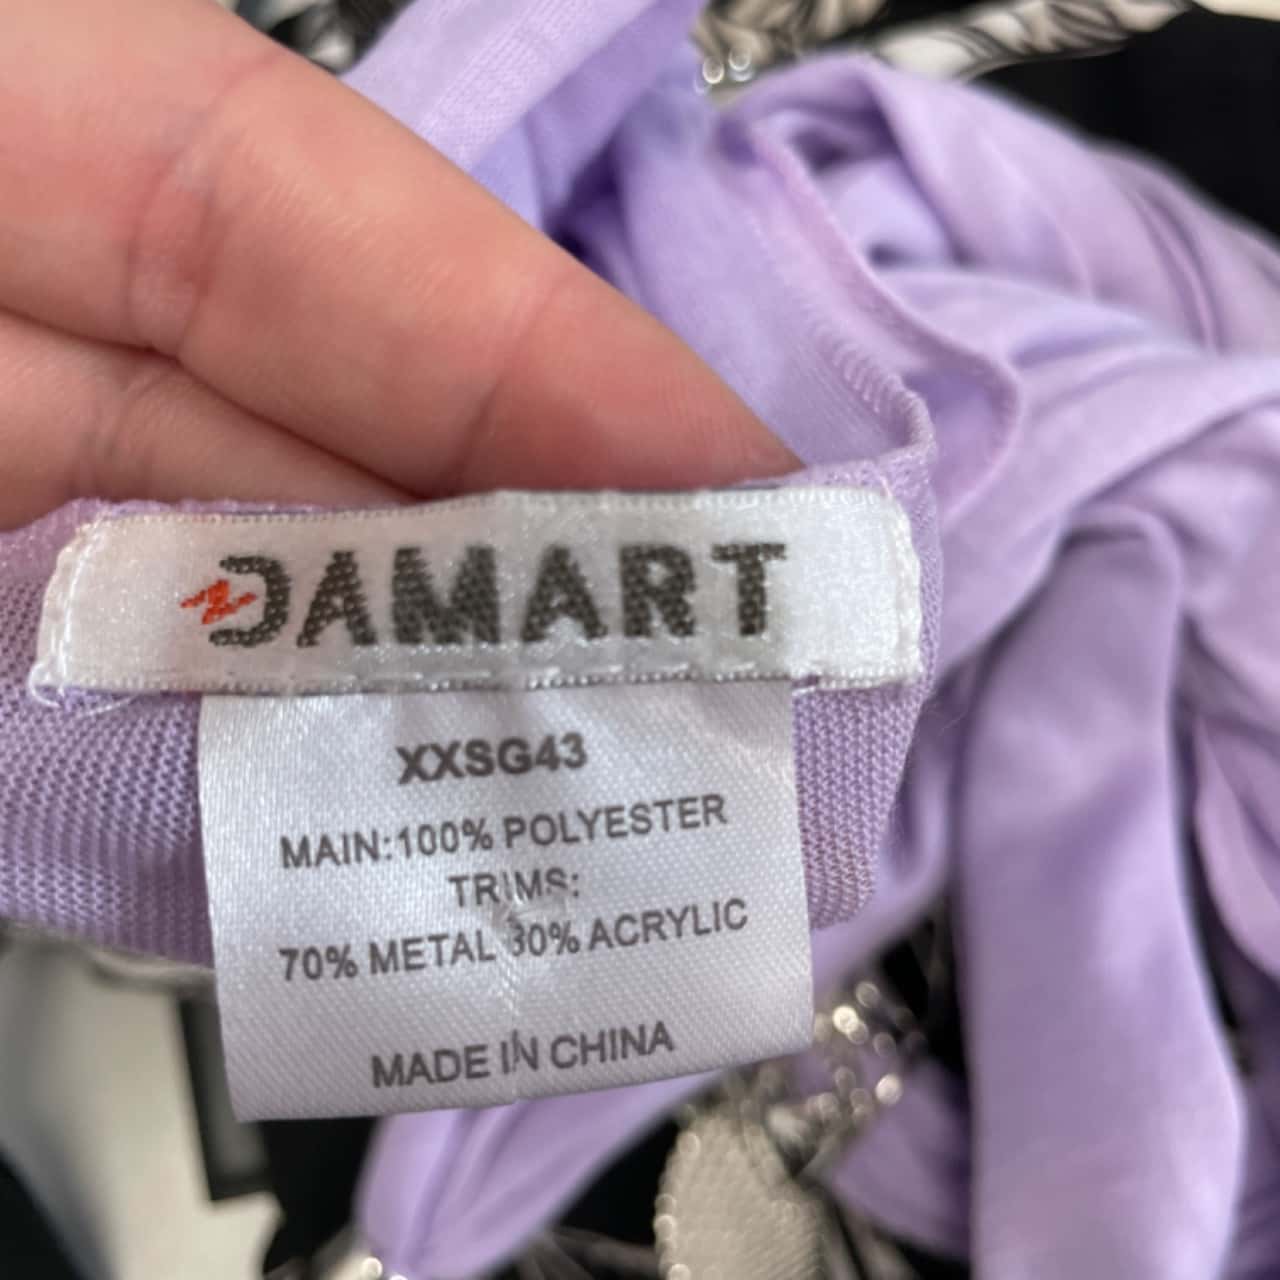 DAMART
XXSG43
MAIN:100% POLYESTER
TRIMS:
70% METAL 30% ACRYLIC
MADE IN CHINA